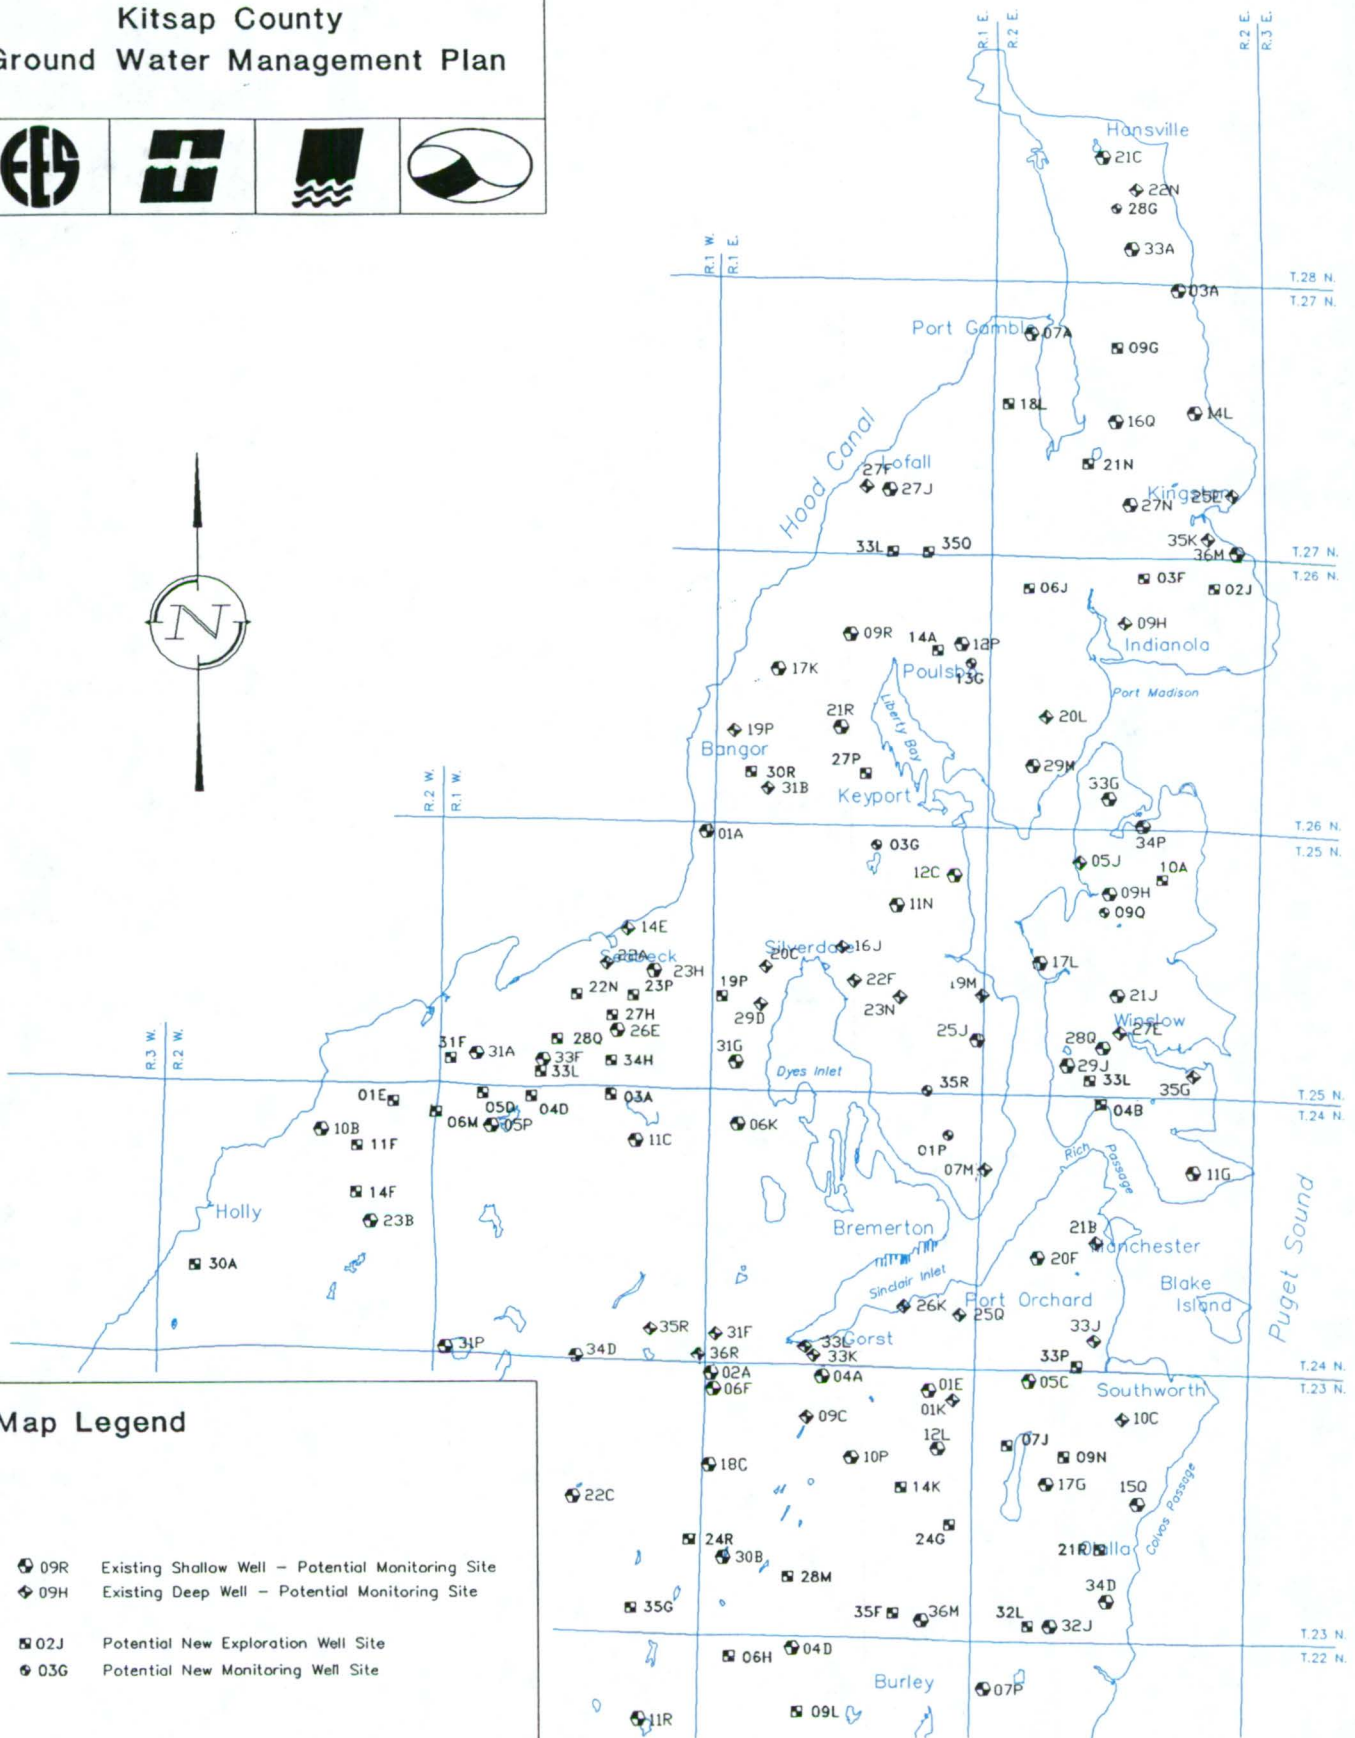 Kitsap County
Ground Water Management Plan
EES
R.1 E.
R.2 E.
R.2 E.
R.3 E.
Hansville
21C
22N
28G
33A
R.1 W.
R.1 E.
T.28 N.
03A
T.27 N.
Port Gamble
07A
09G
18L
14L
16Q
Hood Canal
Lofall
21N
27F
27J
Kingston
25E
27N
35K
33L
35Q
36M
T.27 N.
T.26 N.
03F
06J
02J
09H
09R
14A
12P
Indianola
17K
Poulsbo
13G
Port Madison
Liberty Bay
21R
20L
19P
Bangor
27P
29M
30R
31B
33G
Keyport
R.2 W.
R.1 W.
01A
T.26 N.
34P
03G
T.25 N.
05J
10A
12C
09H
11N
09Q
14E
Silverdale
16J
22A
Seabeck
20C
17L
23H
22F
19P
19M
22N
23P
23N
21J
29D
27H
Winslow
26E
27E
R.3 W.
R.2 W.
28Q
25J
28Q
31F
31A
33F
34H
31G
29J
33L
Dyes Inlet
33L
35G
35R
01E
05D
04D
03A
T.25 N.
04B
T.24 N.
06M
05P
06K
10B
11C
01P
11F
Rich Passage
07M
11G
14F
Holly
23B
Bremerton
21B
Manchester
30A
20F
Sinclair Inlet
Blake
Island
Puget Sound
26K
Port Orchard
25Q
35R
31F
33J
31P
33L
Gorst
34D
36R
33K
33P
T.24 N.
02A
04A
05C
T.23 N.
06F
01E
Southworth
01K
Map Legend
09C
10C
12L
07J
10P
09N
18C
14K
17G
15Q
22C
Colvos Passage
24R
24G
30B
21R
Olalla
09R Existing Shallow Well – Potential Monitoring Site
28M
09H Existing Deep Well – Potential Monitoring Site
34D
35G
35F
36M
32L
32J
02J Potential New Exploration Well Site
T.23 N.
04D
06H
T.22 N.
03G Potential New Monitoring Well Site
Burley
07P
09L
11R
N